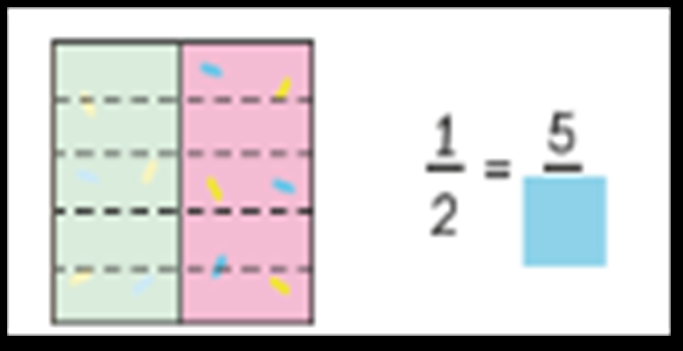 1/2 = 5/